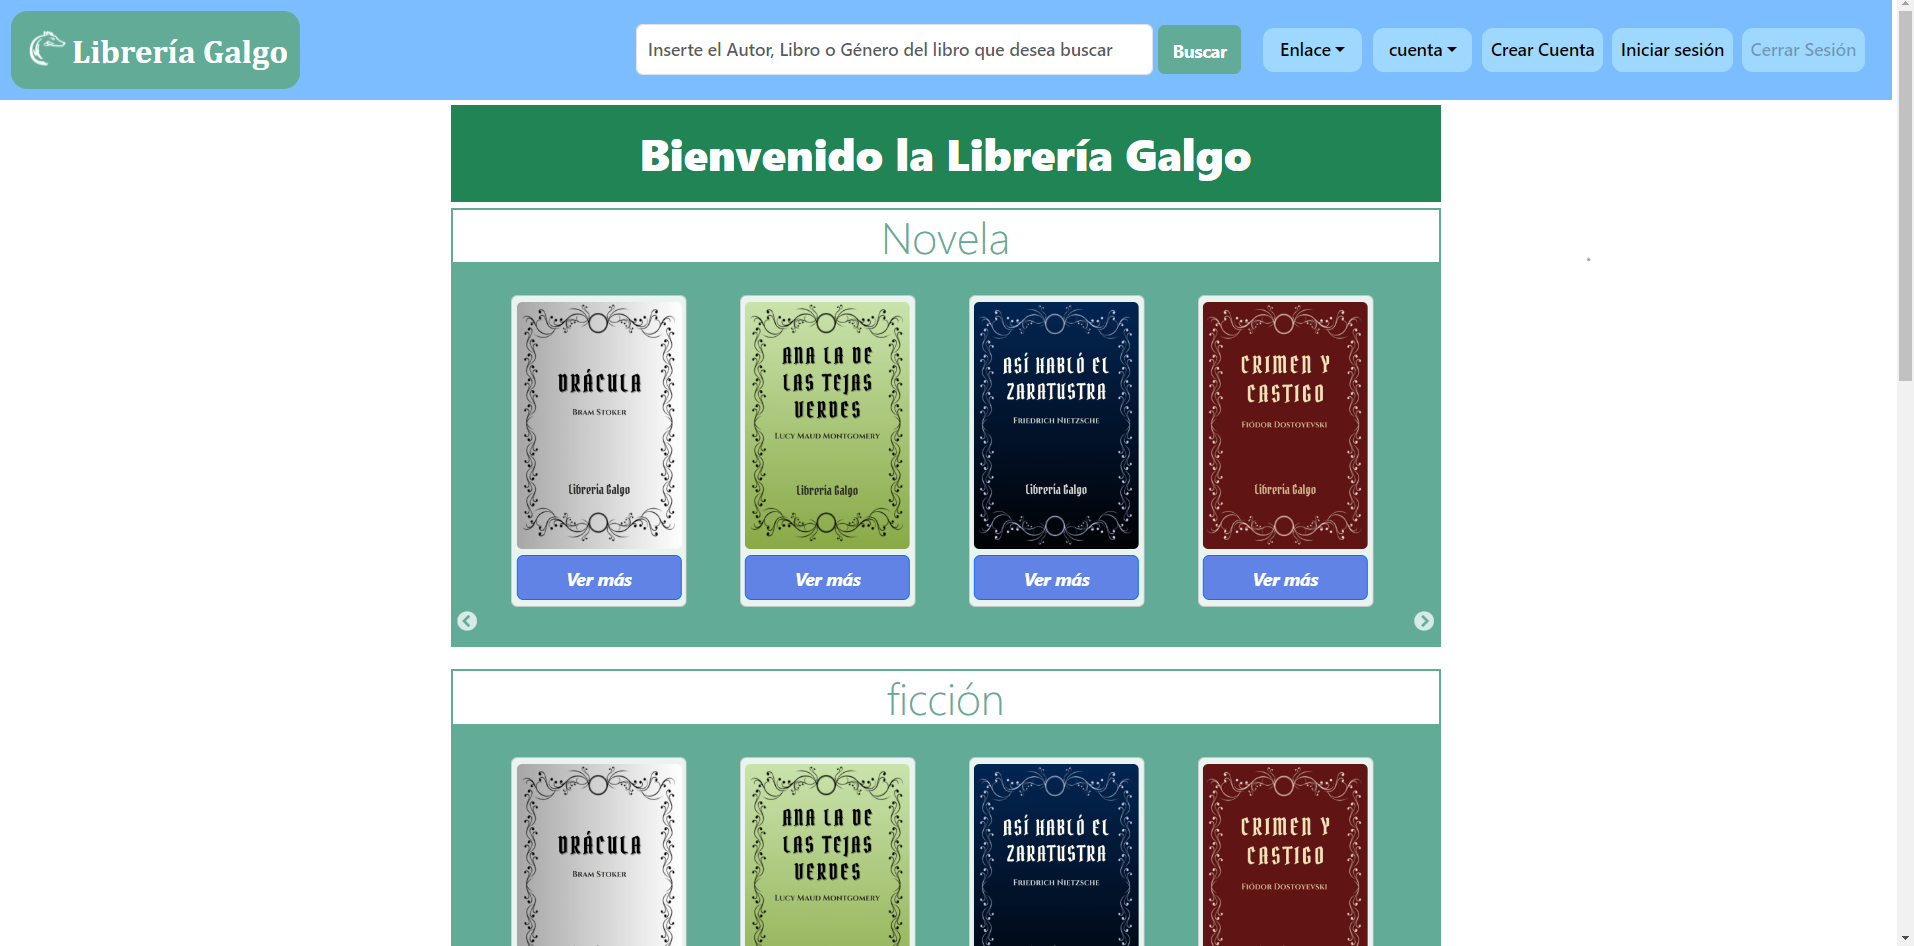 Librería Galgo
Inserte el Autor, Libro o Género del libro que desea buscar
Buscar
Enlace
cuenta
Crear Cuenta
Iniciar sesión
Cerrar Sesión
Bienvenido la Librería Galgo
Novela
DRÁCULA
BRAM STOKER
Librería Galgo
Ver más
ANA LA DE
LAS TEJAS
VERDES
LUCY MAUD MONTGOMERY
Librería Galgo
Ver más
ASÍ HABLÓ EL
ZARATUSTRA
FRIEDRICH NIETZSCHE
Librería Galgo
Ver más
CRIMEN Y
CASTIGO
FIÓDOR DOSTOYEVSKI
Librería Galgo
Ver más
ficción
DRÁCULA
BRAM STOKER
ANA LA DE
LAS TEJAS
VERDES
LUCY MAUD MONTGOMERY
ASÍ HABLÓ EL
ZARATUSTRA
FRIEDRICH NIETZSCHE
CRIMEN Y
CASTIGO
FIÓDOR DOSTOYEVSKI